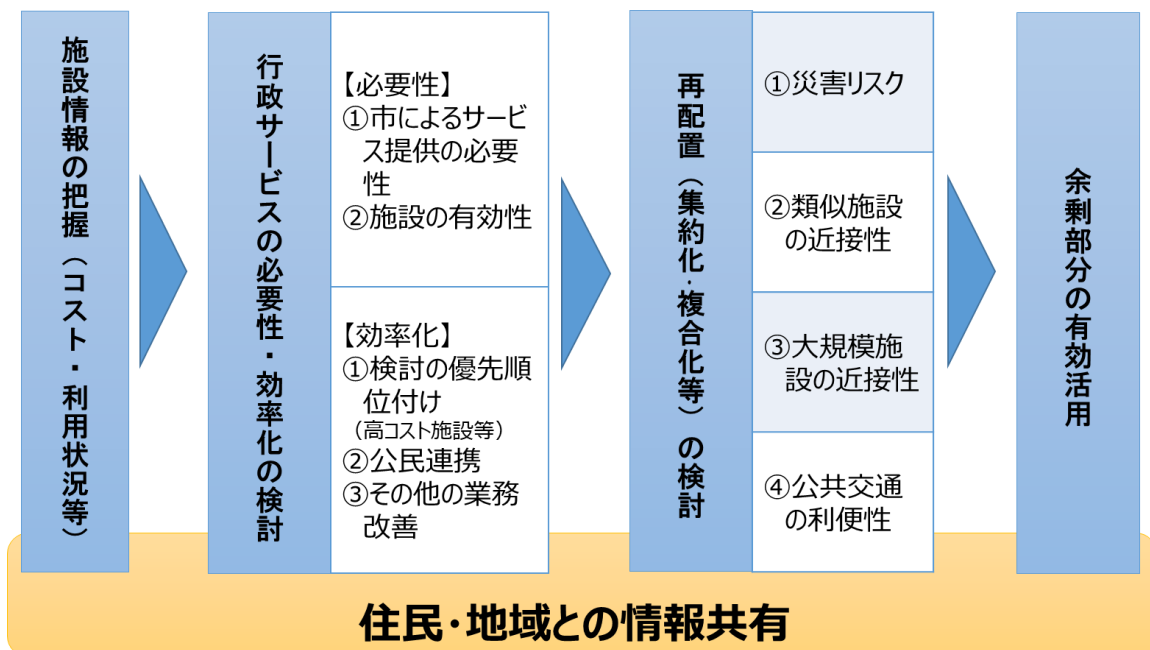 施設情報の把握（コスト・利用状況等）
行政サービスの必要性・効率化の検討
【必要性】
①市によるサービ
ス提供の必要
性
②施設の有効性
【効率化】
①検討の優先順
位付け
（高コスト施設等）
②公民連携
③その他の業務
改善
再配置（集約化・複合化等）の検討
①災害リスク
②類似施設
の近接性
③大規模施
設の近接性
④公共交通
の利便性
余剰部分の有効活用
住民・地域との情報共有